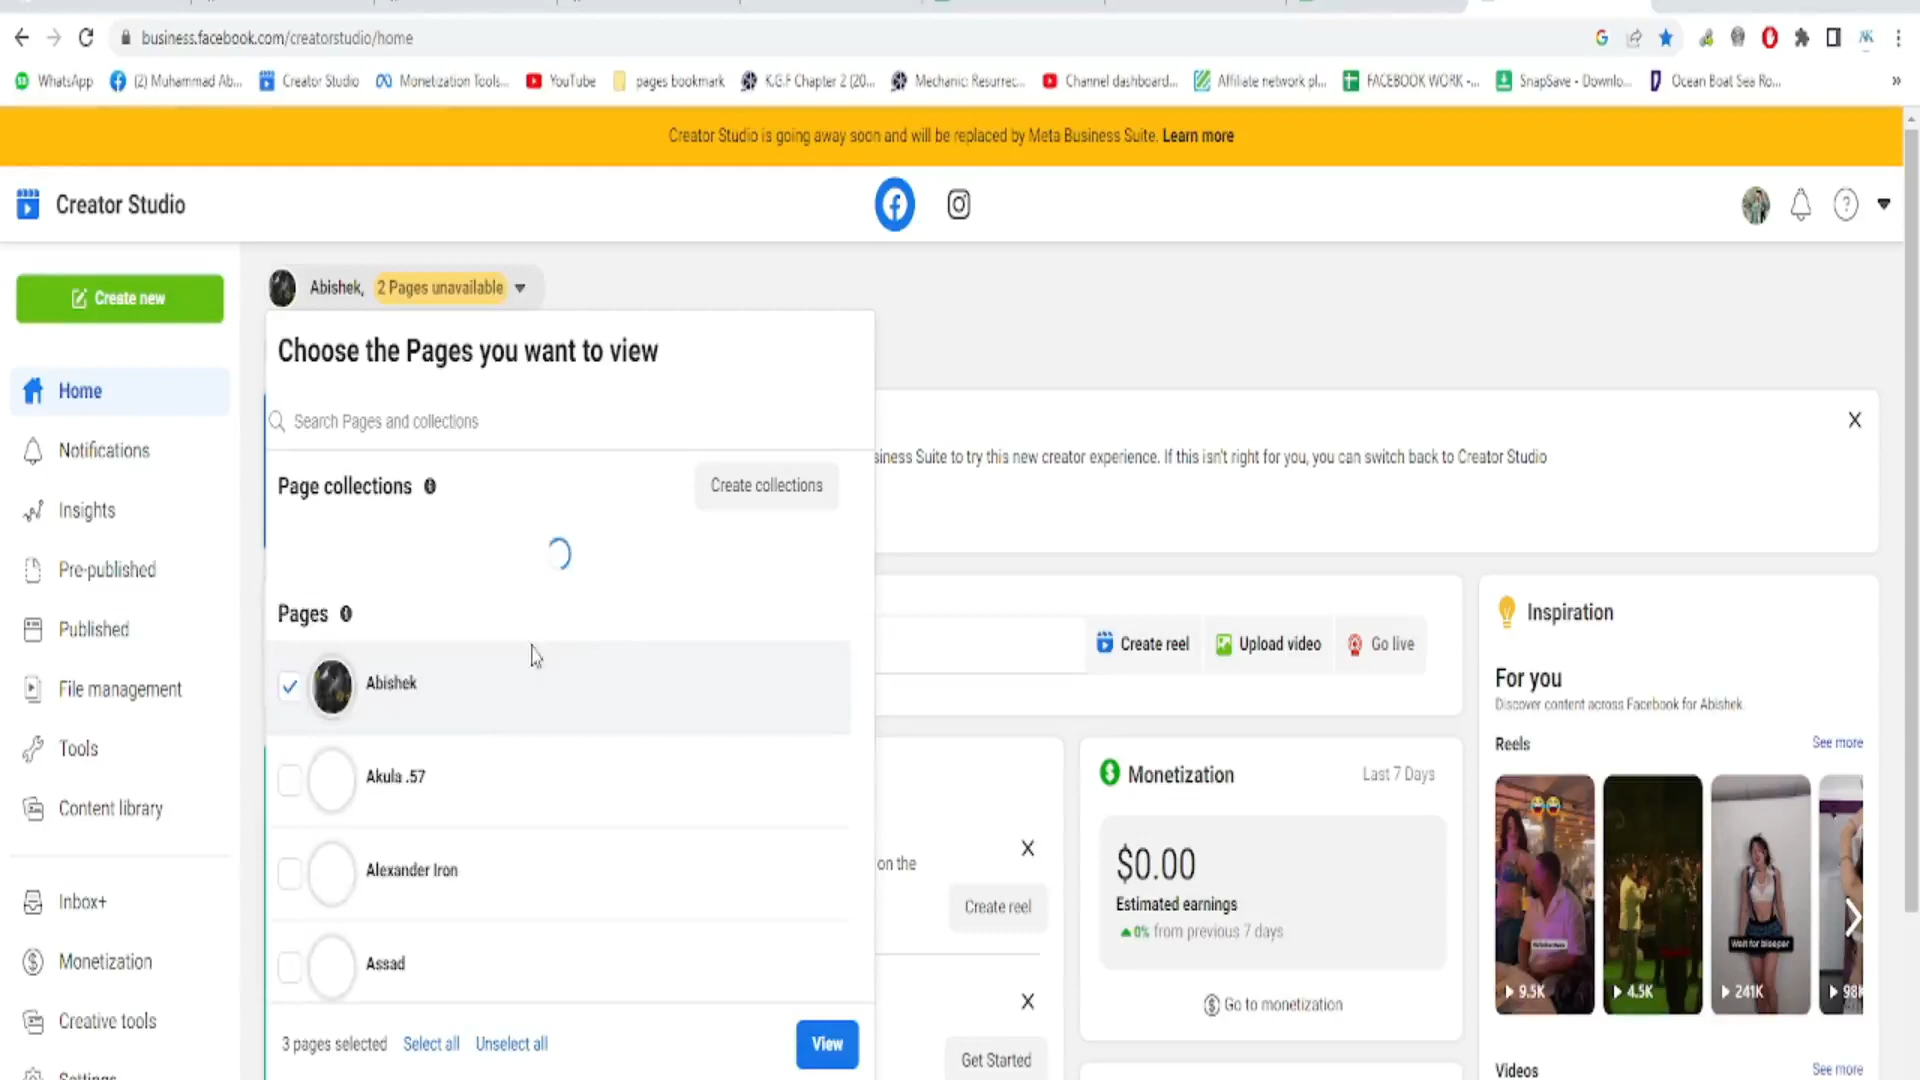 business.facebook.com/creatorstudio/home
WhatsApp (2) Muhammad Ab... Creator Studio Monetization Tools... YouTube pages bookmark K.G.F Chapter 2 (20... Mechanic Resurrec... Channel dashboard... Affiliate network pl... FACEBOOK WORK -... SnapSave - Downlo... Ocean Boat Sea Ro... »
Creator Studio is going away soon and will be replaced by Meta Business Suite. Learn more
Creator Studio
Create new
Home
Notifications
Insights
Pre-published
Published
File management
Tools
Content library
Inbox+
Monetization
Creative tools
Settings
Abishek, 2 Pages unavailable
Choose the Pages you want to view
Search Pages and collections
Page collections
Create collections
Pages
Abishek
Akula .57
Alexander Iron
Assad
3 pages selected Select all Unselect all View
siness Suite to try this new creator experience. If this isn't right for you, you can switch back to Creator Studio
Create reel Upload video Go live
on the
Create reel
Get Started
Monetization Last 7 Days
$0.00
Estimated earnings
0% from previous 7 days
Go to monetization
Inspiration
For you
Discover content across Facebook for Abishek.
Reels See more
9.5K 4.5K 241K 98K
Wait for bleeper
Videos See more